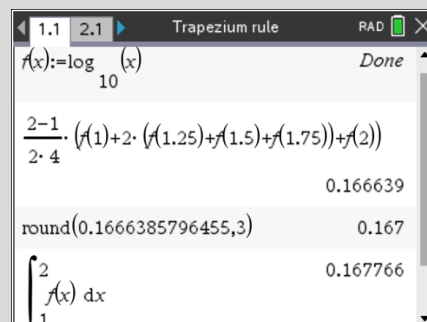 1.1 2.1 Trapezium rule RAD
f(x):=log₁₀(x) Done
(2-1)/(2·4)·(f(1)+2·(f(1.25)+f(1.5)+f(1.75))+f(2))
0.166639
round(0.1666385796455,3) 0.167
∫₁² f(x) dx 0.167766